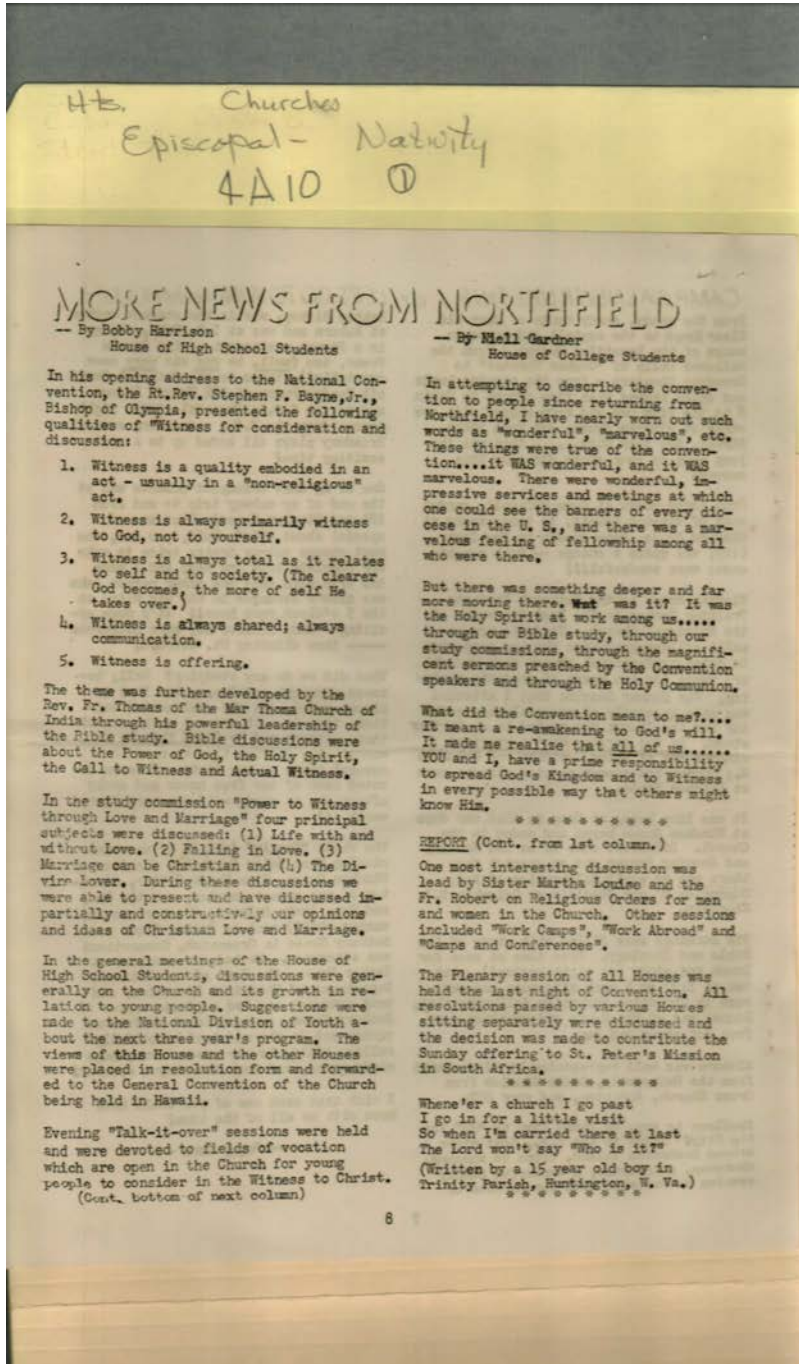 Hts. Churches
Episcopal - Nativity
4A10 ①
MORE NEWS FROM NORTHFIELD
-- By Bobby Harrison
House of High School Students
In his opening address to the National Con-
vention, the Rt.Rev. Stephen F. Bayne,Jr.,
Bishop of Olympia, presented the following
qualities of "Witness for consideration and
discussion:
1. Witness is a quality embodied in an
act - usually in a "non-religious"
act.
2. Witness is always primarily witness
to God, not to yourself.
3. Witness is always total as it relates
to self and to society. (The clearer
God becomes, the more of self He
takes over.)
4. Witness is always shared; always
communication.
5. Witness is offering.
The theme was further developed by the
Rev. Fr. Thomas of the Mar Thoma Church of
India through his powerful leadership of
the Bible study. Bible discussions were
about the Power of God, the Holy Spirit,
the Call to Witness and Actual Witness.
In the study commission "Power to Witness
through Love and Marriage" four principal
subjects were discussed: (1) Life with and
without Love. (2) Falling in Love. (3)
Marriage can be Christian and (4) The Di-
vine Lover. During these discussions we
were able to present and have discussed im-
partially and constructively our opinions
and ideas of Christian Love and Marriage.
In the general meetings of the House of
High School Students, discussions were gen-
erally on the Church and its growth in re-
lation to young people. Suggestions were
made to the National Division of Youth a-
bout the next three year's program. The
views of this House and the other Houses
were placed in resolution form and forward-
ed to the General Convention of the Church
being held in Hawaii.
Evening "Talk-it-over" sessions were held
and were devoted to fields of vocation
which are open in the Church for young
people to consider in the Witness to Christ.
(Cont. bottom of next column)
-- By Niell Gardner
House of College Students
In attempting to describe the conven-
tion to people since returning from
Northfield, I have nearly worn out such
words as "wonderful", "marvelous", etc.
These things were true of the conven-
tion....it WAS wonderful, and it WAS
marvelous. There were wonderful, im-
pressive services and meetings at which
one could see the banners of every dio-
cese in the U. S., and there was a mar-
velous feeling of fellowship among all
who were there.
But there was something deeper and far
more moving there. What was it? It was
the Holy Spirit at work among us.....
through our Bible study, through our
study commissions, through the magnifi-
cent sermons preached by the Convention
speakers and through the Holy Communion.
What did the Convention mean to me?....
It meant a re-awakening to God's will.
It made me realize that all of us......
YOU and I, have a prime responsibility
to spread God's Kingdom and to Witness
in every possible way that others might
know Him.
* * * * * * * * * *
REPORT (Cont. from 1st column.)
One most interesting discussion was
lead by Sister Martha Louise and the
Fr. Robert on Religious Orders for men
and women in the Church. Other sessions
included "Work Camps", "Work Abroad" and
"Camps and Conferences".
The Plenary session of all Houses was
held the last night of Convention. All
resolutions passed by various Houses
sitting separately were discussed and
the decision was made to contribute the
Sunday offering to St. Peter's Mission
in South Africa.
* * * * * * * * * *
Whene'er a church I go past
I go in for a little visit
So when I'm carried there at last
The Lord won't say "Who is it?"
(Written by a 15 year old boy in
Trinity Parish, Huntington, W. Va.)
* * * * * * * * *
8